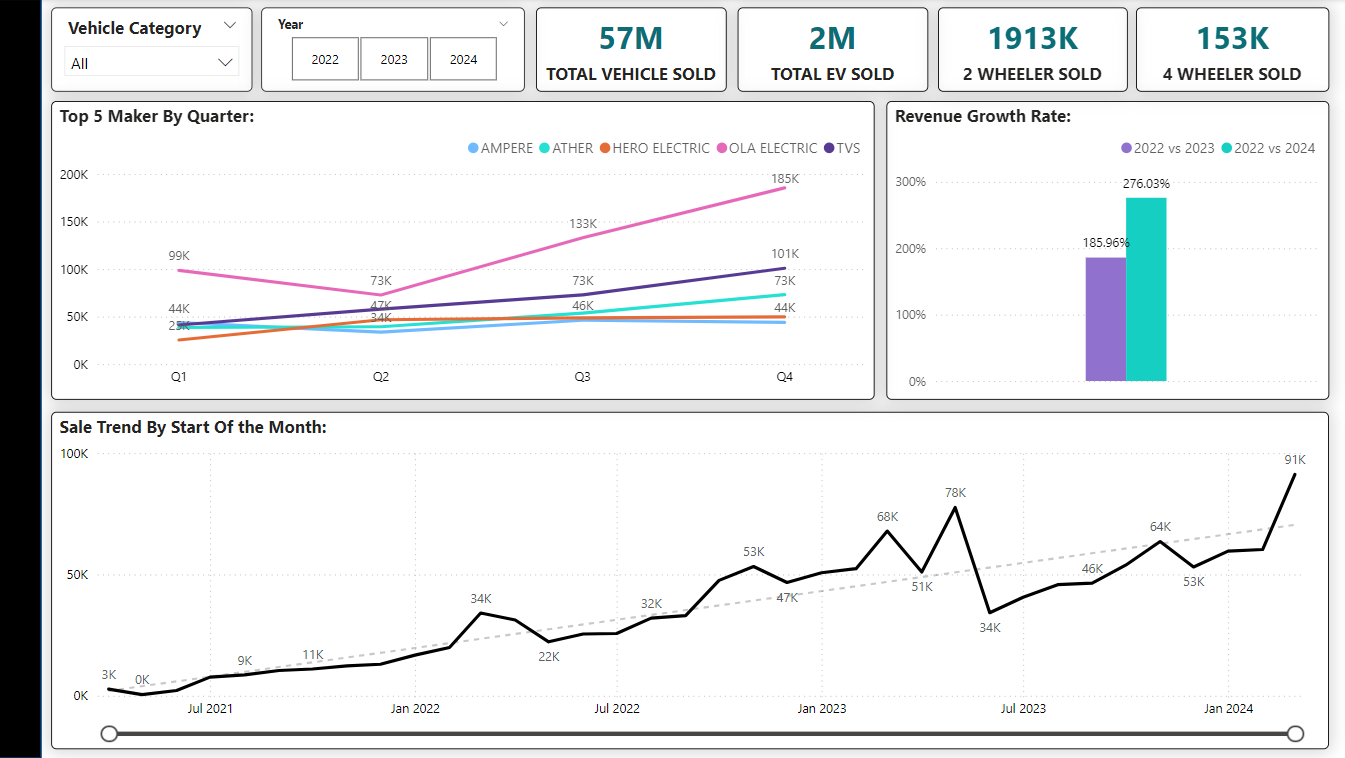 Vehicle Category
All
Year
2022 2023 2024
57M
TOTAL VEHICLE SOLD
2M
TOTAL EV SOLD
1913K
2 WHEELER SOLD
153K
4 WHEELER SOLD
Top 5 Maker By Quarter:
AMPERE ATHER HERO ELECTRIC OLA ELECTRIC TVS
200K
150K
100K
50K
0K
99K
44K
25K
73K
47K
34K
133K
73K
46K
185K
101K
73K
44K
Q1 Q2 Q3 Q4
Revenue Growth Rate:
2022 vs 2023 2022 vs 2024
300%
200%
100%
0%
185.96%
276.03%
Sale Trend By Start Of the Month:
100K
50K
0K
3K
0K
9K
11K
34K
22K
32K
53K
47K
68K
51K
78K
34K
46K
64K
53K
91K
Jul 2021 Jan 2022 Jul 2022 Jan 2023 Jul 2023 Jan 2024